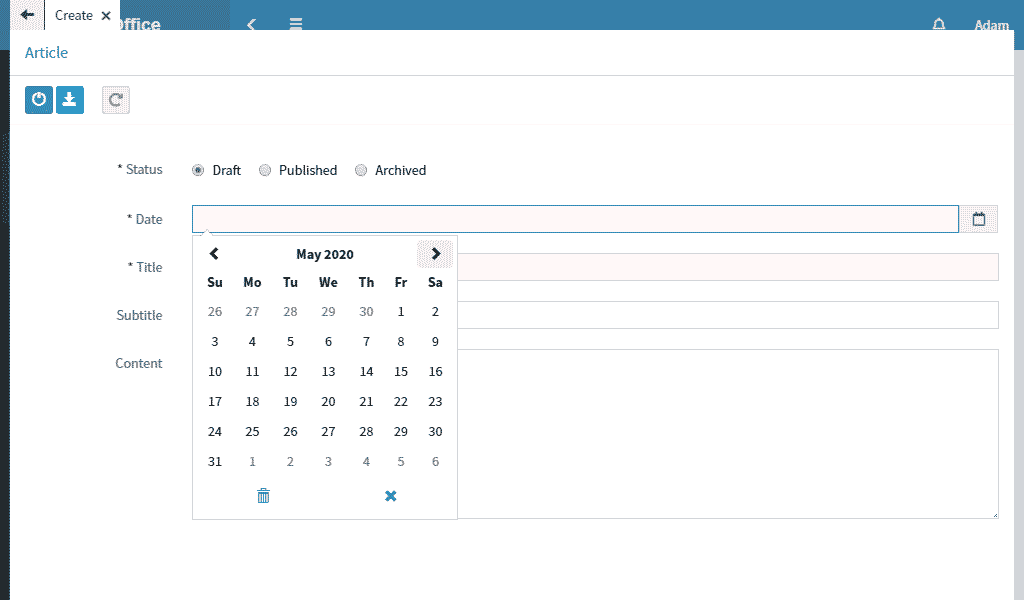 Create
Office
Adam
Article
* Status
Draft
Published
Archived
* Date
May 2020
Su Mo Tu We Th Fr Sa
26 27 28 29 30 1 2
3 4 5 6 7 8 9
10 11 12 13 14 15 16
17 18 19 20 21 22 23
24 25 26 27 28 29 30
31 1 2 3 4 5 6
* Title
Subtitle
Content